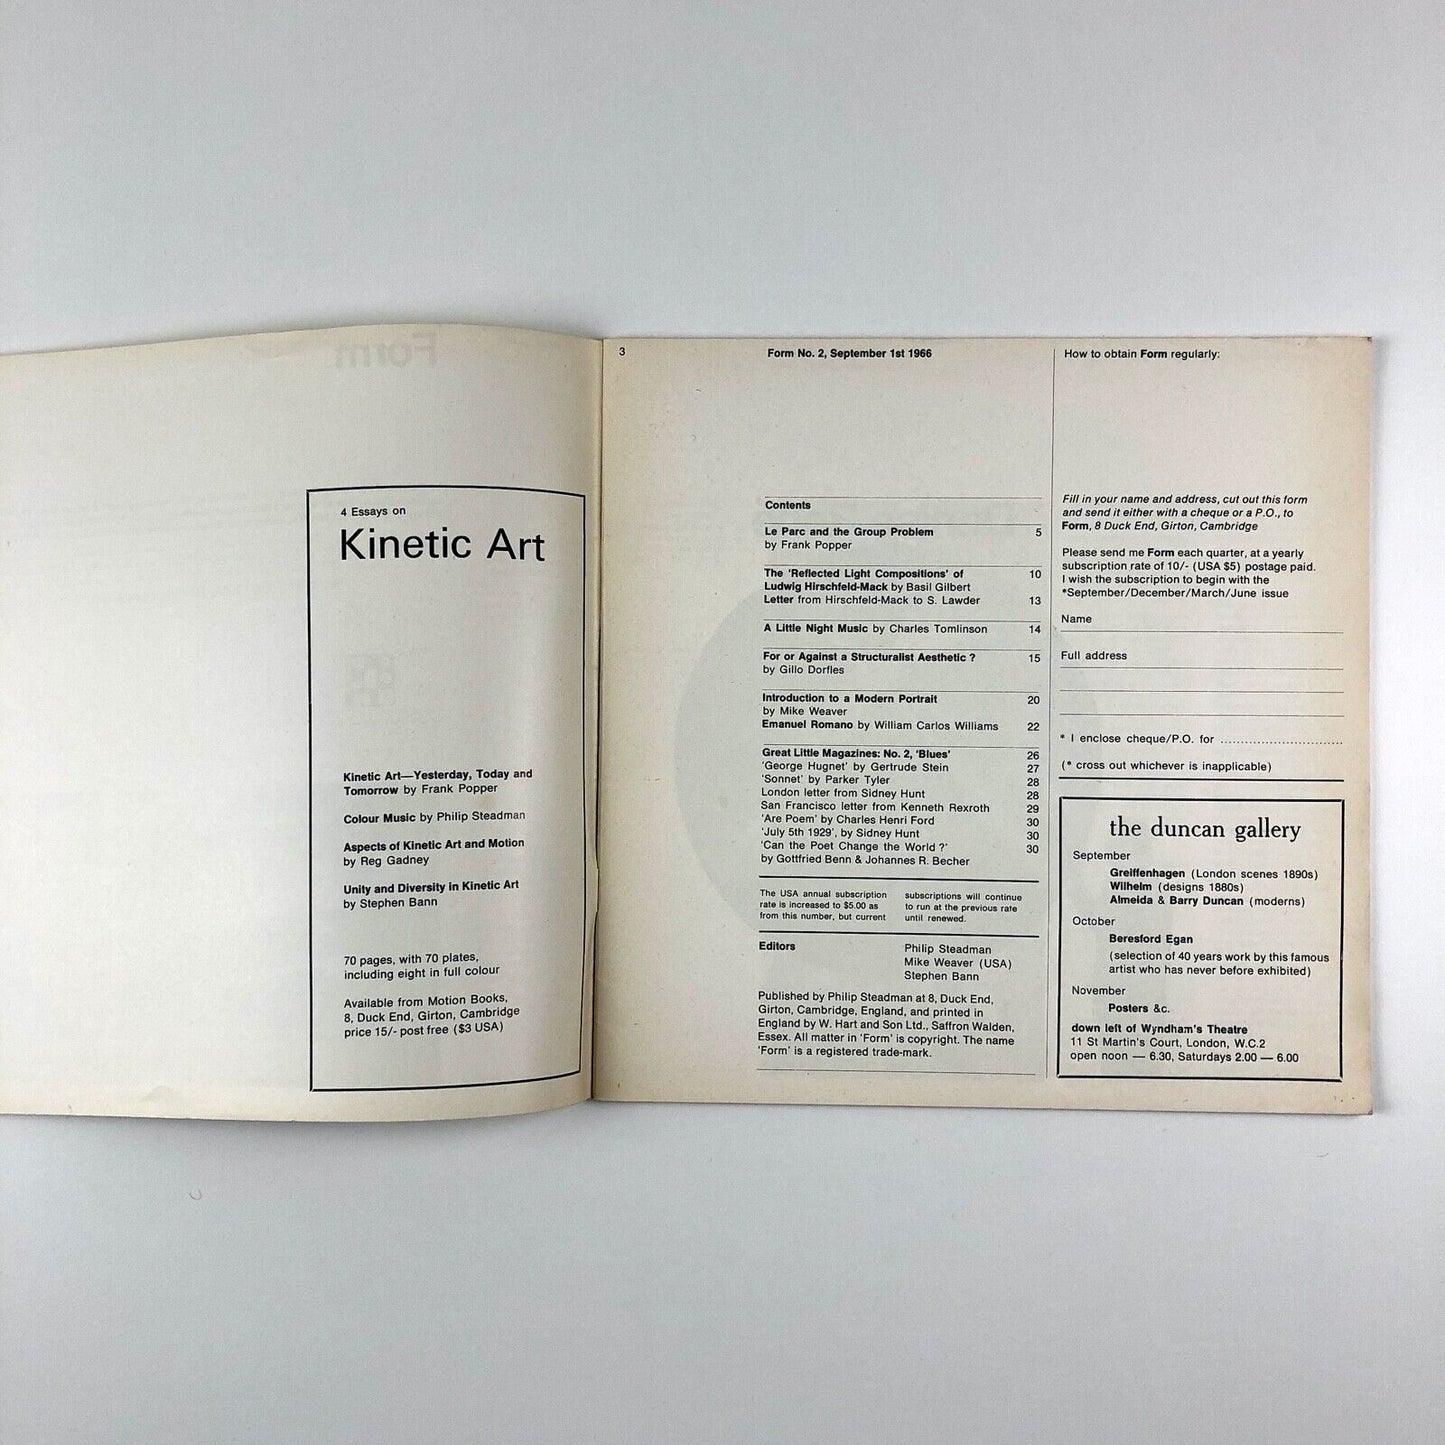 4 Essays on
Kinetic Art
Kinetic Art—Yesterday, Today and
Tomorrow by Frank Popper
Colour Music by Philip Steadman
Aspects of Kinetic Art and Motion
by Reg Gadney
Unity and Diversity in Kinetic Art
by Stephen Bann
70 pages, with 70 plates,
including eight in full colour
Available from Motion Books,
8, Duck End, Girton, Cambridge
price 15/- post free ($3 USA)
3
Form No. 2, September 1st 1966
Contents
Le Parc and the Group Problem 5
by Frank Popper
The ‘Reflected Light Compositions’ of 10
Ludwig Hirschfeld-Mack by Basil Gilbert
Letter from Hirschfeld-Mack to S. Lawder 13
A Little Night Music by Charles Tomlinson 14
For or Against a Structuralist Aesthetic ? 15
by Gillo Dorfles
Introduction to a Modern Portrait 20
by Mike Weaver
Emanuel Romano by William Carlos Williams 22
Great Little Magazines: No. 2, ‘Blues’ 26
‘George Hugnet’ by Gertrude Stein 27
‘Sonnet’ by Parker Tyler 28
London letter from Sidney Hunt 28
San Francisco letter from Kenneth Rexroth 29
‘Are Poem’ by Charles Henri Ford 30
‘July 5th 1929’, by Sidney Hunt 30
‘Can the Poet Change the World ?’ 30
by Gottfried Benn & Johannes R. Becher
The USA annual subscription
rate is increased to $5.00 as
from this number, but current
subscriptions will continue
to run at the previous rate
until renewed.
Editors Philip Steadman
Mike Weaver (USA)
Stephen Bann
Published by Philip Steadman at 8, Duck End,
Girton, Cambridge, England, and printed in
England by W. Hart and Son Ltd., Saffron Walden,
Essex. All matter in ‘Form’ is copyright. The name
‘Form’ is a registered trade-mark.
How to obtain Form regularly:
Fill in your name and address, cut out this form
and send it either with a cheque or a P.O., to
Form, 8 Duck End, Girton, Cambridge
Please send me Form each quarter, at a yearly
subscription rate of 10/- (USA $5) postage paid.
I wish the subscription to begin with the
*September/December/March/June issue
Name
Full address
* I enclose cheque/P.O. for ..............................
(* cross out whichever is inapplicable)
the duncan gallery
September
Greiffenhagen (London scenes 1890s)
Wilhelm (designs 1880s)
Almeida & Barry Duncan (moderns)
October
Beresford Egan
(selection of 40 years work by this famous
artist who has never before exhibited)
November
Posters &c.
down left of Wyndham's Theatre
11 St Martin's Court, London, W.C.2
open noon — 6.30, Saturdays 2.00 — 6.00